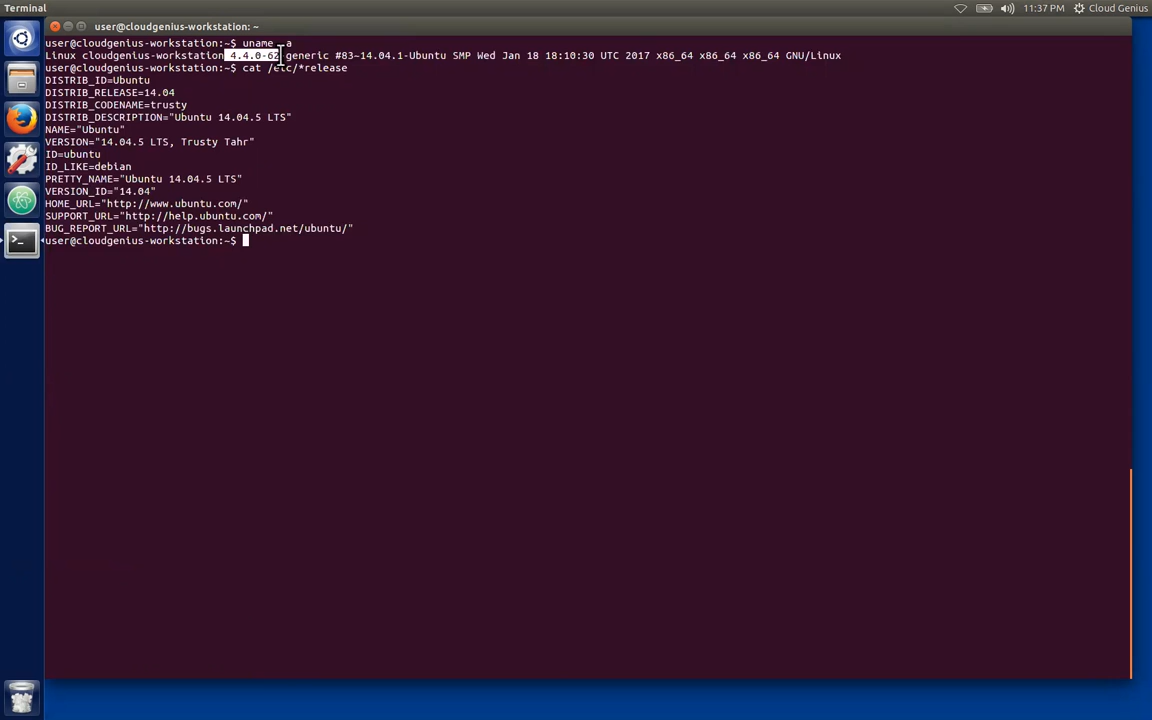 Terminal
11:37 PM
Cloud Genius
user@cloudgenius-workstation: ~
user@cloudgenius-workstation:~$ uname -a
Linux cloudgenius-workstation 4.4.0-62-generic #83~14.04.1-Ubuntu SMP Wed Jan 18 18:10:30 UTC 2017 x86_64 x86_64 x86_64 GNU/Linux
user@cloudgenius-workstation:~$ cat /etc/*release
DISTRIB_ID=Ubuntu
DISTRIB_RELEASE=14.04
DISTRIB_CODENAME=trusty
DISTRIB_DESCRIPTION="Ubuntu 14.04.5 LTS"
NAME="Ubuntu"
VERSION="14.04.5 LTS, Trusty Tahr"
ID=ubuntu
ID_LIKE=debian
PRETTY_NAME="Ubuntu 14.04.5 LTS"
VERSION_ID="14.04"
HOME_URL="http://www.ubuntu.com/"
SUPPORT_URL="http://help.ubuntu.com/"
BUG_REPORT_URL="http://bugs.launchpad.net/ubuntu/"
user@cloudgenius-workstation:~$